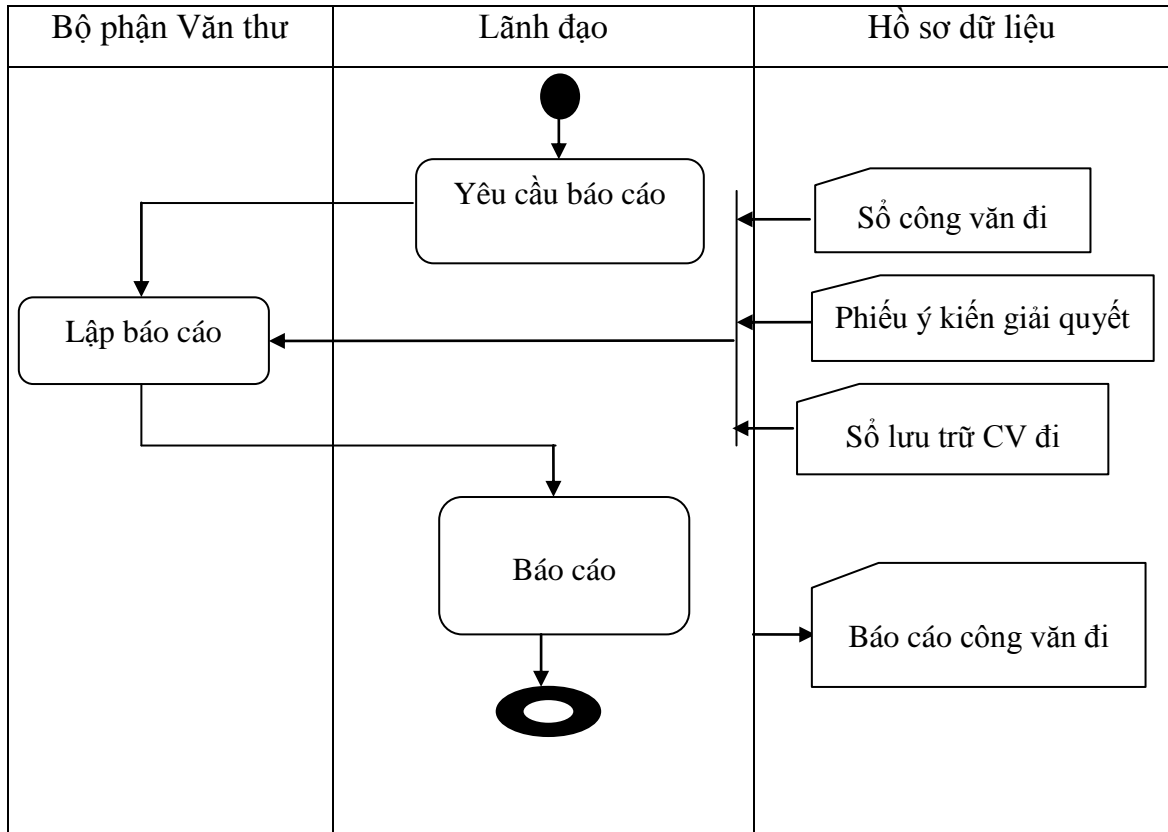 Bộ phận Văn thư
Lãnh đạo
Hồ sơ dữ liệu
Yêu cầu báo cáo
Sổ công văn đi
Phiếu ý kiến giải quyết
Lập báo cáo
Sổ lưu trữ CV đi
Báo cáo
Báo cáo công văn đi